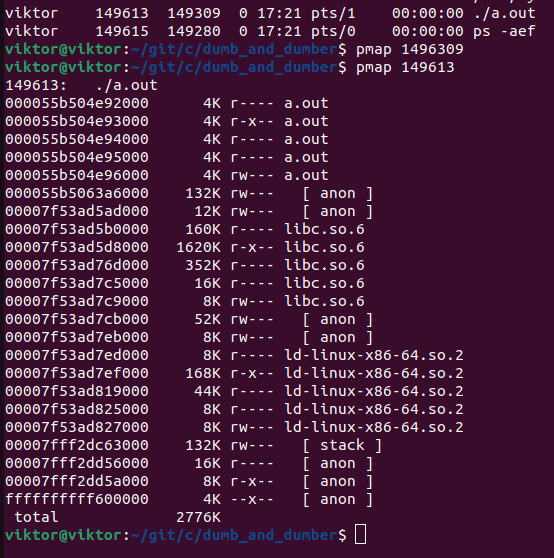 viktor    149613  149309  0 17:21 pts/1    00:00:00 ./a.out
viktor    149615  149280  0 17:21 pts/0    00:00:00 ps -aef
viktor@viktor:~/git/c/dumb_and_dumber$ pmap 1496309
viktor@viktor:~/git/c/dumb_and_dumber$ pmap 149613
149613:   ./a.out
000055b504e92000      4K r---- a.out
000055b504e93000      4K r-x-- a.out
000055b504e94000      4K r---- a.out
000055b504e95000      4K r---- a.out
000055b504e96000      4K rw--- a.out
000055b5063a6000    132K rw---   [ anon ]
00007f53ad5ad000     12K rw---   [ anon ]
00007f53ad5b0000    160K r---- libc.so.6
00007f53ad5d8000   1620K r-x-- libc.so.6
00007f53ad76d000    352K r---- libc.so.6
00007f53ad7c5000     16K r---- libc.so.6
00007f53ad7c9000      8K rw--- libc.so.6
00007f53ad7cb000     52K rw---   [ anon ]
00007f53ad7eb000      8K rw---   [ anon ]
00007f53ad7ed000      8K r---- ld-linux-x86-64.so.2
00007f53ad7ef000    168K r-x-- ld-linux-x86-64.so.2
00007f53ad819000     44K r---- ld-linux-x86-64.so.2
00007f53ad825000      8K r---- ld-linux-x86-64.so.2
00007f53ad827000      8K rw--- ld-linux-x86-64.so.2
00007fff2dc63000    132K rw---   [ stack ]
00007fff2dd56000     16K r----   [ anon ]
00007fff2dd5a000      8K r-x--   [ anon ]
ffffffffff600000      4K --x--   [ anon ]
 total             2776K
viktor@viktor:~/git/c/dumb_and_dumber$